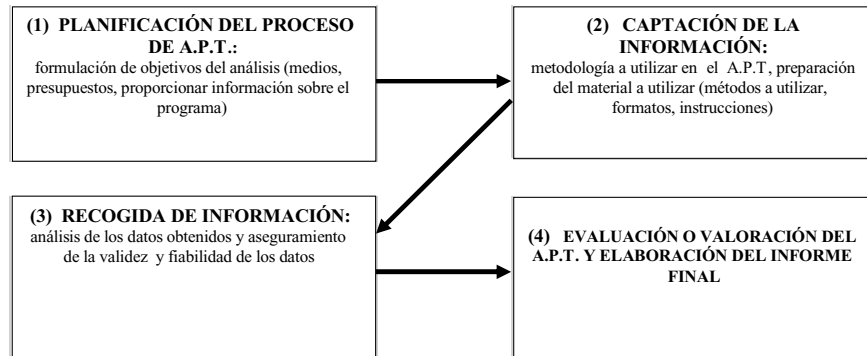 (1) PLANIFICACIÓN DEL PROCESO
DE A.P.T.:
formulación de objetivos del análisis (medios,
presupuestos, proporcionar información sobre el
programa)
(2) CAPTACIÓN DE LA
INFORMACIÓN:
metodología a utilizar en el A.P.T, preparación
del material a utilizar (métodos a utilizar,
formatos, instrucciones)
(3) RECOGIDA DE INFORMACIÓN:
análisis de los datos obtenidos y aseguramiento
de la validez y fiabilidad de los datos
(4) EVALUACIÓN O VALORACIÓN DEL
A.P.T. Y ELABORACIÓN DEL INFORME
FINAL